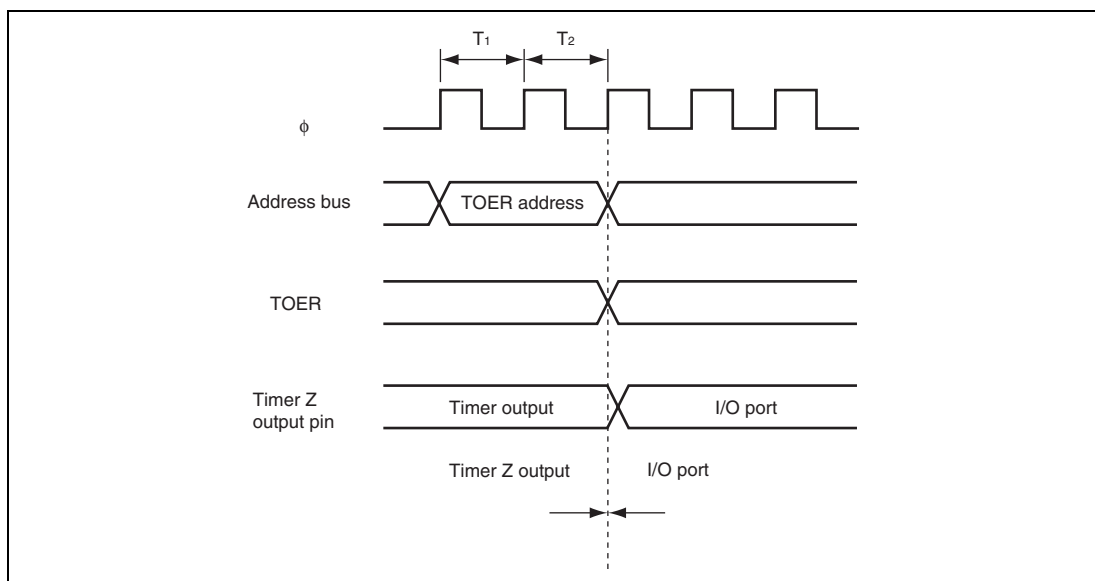 T1 T2
ϕ
Address bus TOER address
TOER
Timer Z
output pin
Timer output I/O port
Timer Z output I/O port